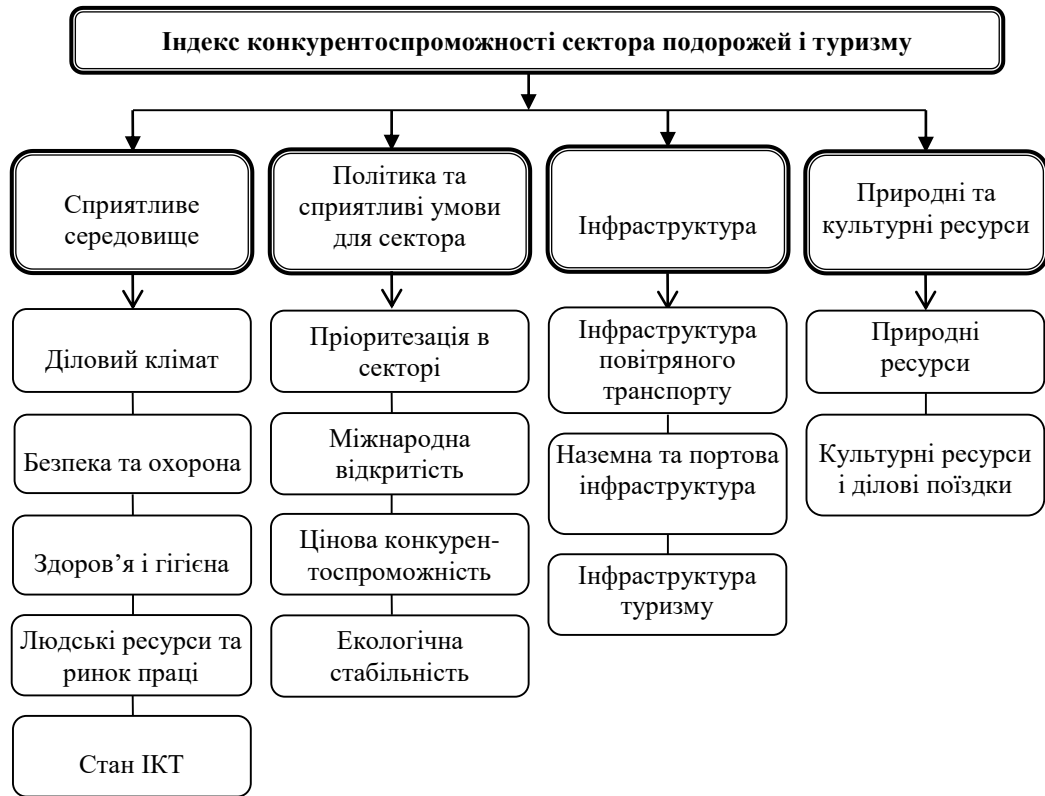 Індекс конкурентоспроможності сектора подорожей і туризму
Сприятливе
середовище
Політика та
сприятливі умови
для сектора
Інфраструктура
Природні та
культурні ресурси
Діловий клімат
Безпека та охорона
Здоров’я і гігієна
Людські ресурси та
ринок праці
Стан ІКТ
Пріоритезація в
секторі
Міжнародна
відкритість
Цінова конкурен-
тоспроможність
Екологічна
стабільність
Інфраструктура
повітряного
транспорту
Наземна та портова
інфраструктура
Інфраструктура
туризму
Природні
ресурси
Культурні ресурси
і ділові поїздки